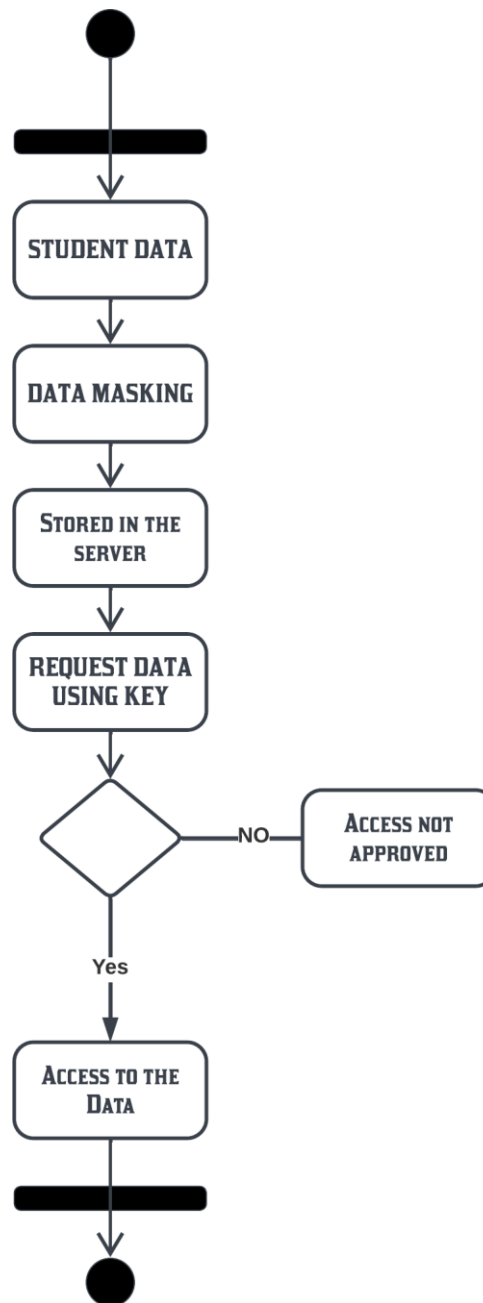 STUDENT DATA
DATA MASKING
STORED IN THE
SERVER
REQUEST DATA
USING KEY
NO
ACCESS NOT
APPROVED
Yes
ACCESS TO THE
DATA